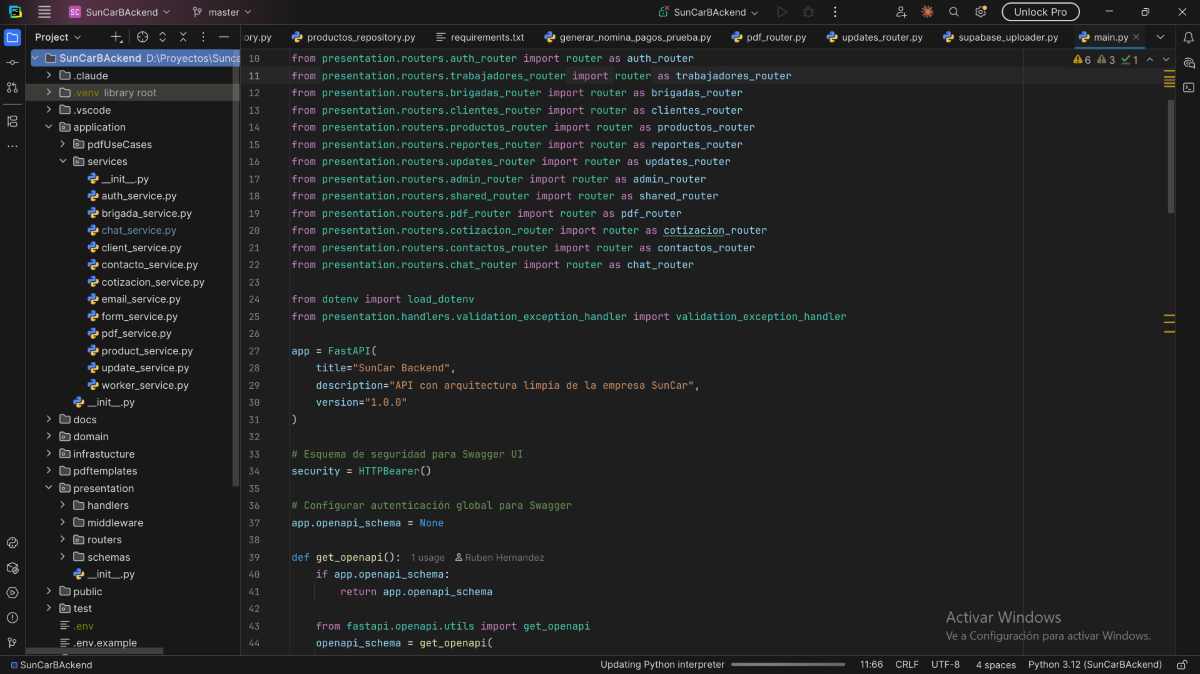 SC SunCarBAckend master SunCarBAckend Unlock Pro
Project
ory.py productos_repository.py requirements.txt generar_nomina_pagos_prueba.py pdf_router.py updates_router.py supabase_uploader.py main.py
SunCarBAckend D:\Proyectos\Sunca
.claude
.venv library root
.vscode
application
pdfUseCases
services
__init__.py
auth_service.py
brigada_service.py
chat_service.py
client_service.py
contacto_service.py
cotizacion_service.py
email_service.py
form_service.py
pdf_service.py
product_service.py
update_service.py
worker_service.py
__init__.py
docs
domain
infrastucture
pdftemplates
presentation
handlers
middleware
routers
schemas
__init__.py
public
test
.env
.env.example
6 3 1
10 from presentation.routers.auth_router import router as auth_router
11 from presentation.routers.trabajadores_router import router as trabajadores_router
12 from presentation.routers.brigadas_router import router as brigadas_router
13 from presentation.routers.clientes_router import router as clientes_router
14 from presentation.routers.productos_router import router as productos_router
15 from presentation.routers.reportes_router import router as reportes_router
16 from presentation.routers.updates_router import router as updates_router
17 from presentation.routers.admin_router import router as admin_router
18 from presentation.routers.shared_router import router as shared_router
19 from presentation.routers.pdf_router import router as pdf_router
20 from presentation.routers.cotizacion_router import router as cotizacion_router
21 from presentation.routers.contactos_router import router as contactos_router
22 from presentation.routers.chat_router import router as chat_router
23
24 from dotenv import load_dotenv
25 from presentation.handlers.validation_exception_handler import validation_exception_handler
26
27 app = FastAPI(
28 title="SunCar Backend",
29 description="API con arquitectura limpia de la empresa SunCar",
30 version="1.0.0"
31 )
32
33 # Esquema de seguridad para Swagger UI
34 security = HTTPBearer()
35
36 # Configurar autenticación global para Swagger
37 app.openapi_schema = None
38
39 def get_openapi(): 1 usage Ruben Hernandez
40 if app.openapi_schema:
41 return app.openapi_schema
42
43 from fastapi.openapi.utils import get_openapi
44 openapi_schema = get_openapi(
Activar Windows
Ve a Configuración para activar Windows.
SunCarBAckend Updating Python interpreter 11:66 CRLF UTF-8 4 spaces Python 3.12 (SunCarBAckend)